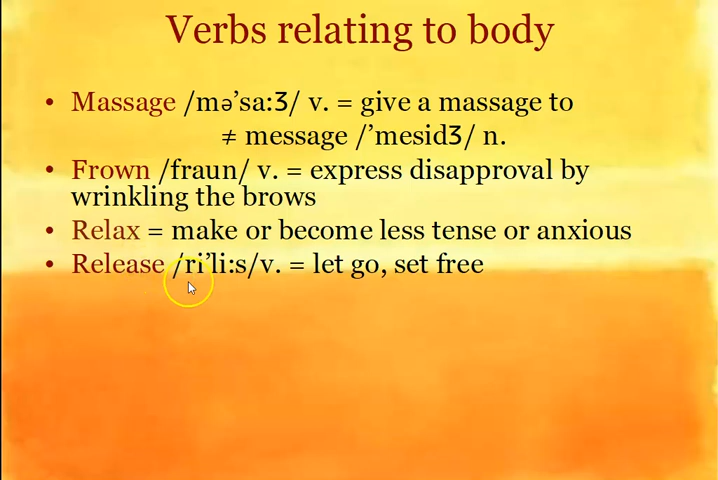 Verbs relating to body
• Massage /mə’sa:Ʒ/ v. = give a massage to
≠ message /’mesidƷ/ n.
• Frown /fraun/ v. = express disapproval by
wrinkling the brows
• Relax = make or become less tense or anxious
• Release /ri’li:s/v. = let go, set free